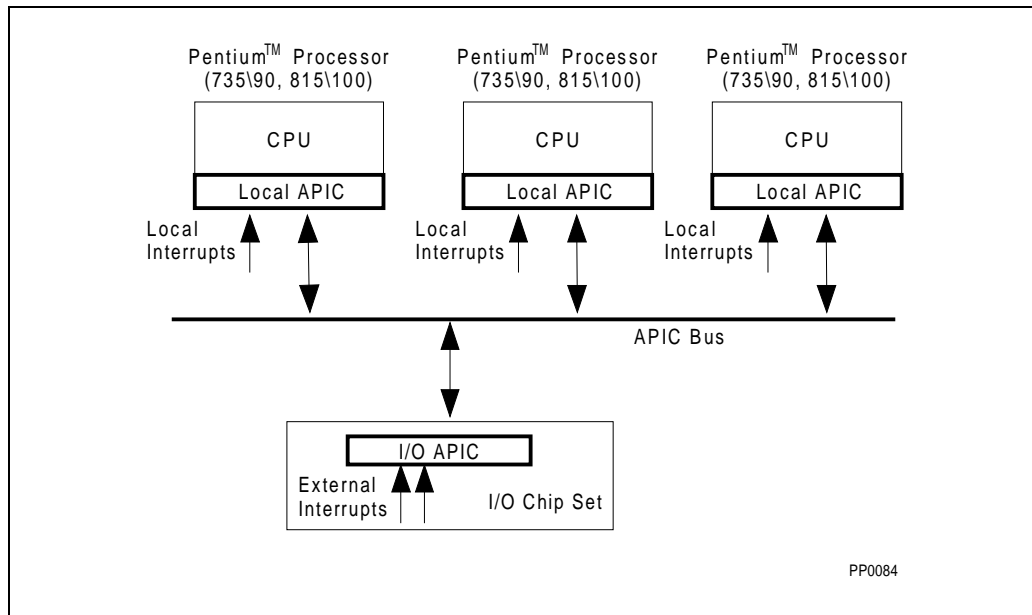 Pentium™ Processor
(735\90, 815\100)
Pentium™ Processor
(735\90, 815\100)
Pentium™ Processor
(735\90, 815\100)
CPU
CPU
CPU
Local APIC
Local APIC
Local APIC
Local
Interrupts
Local
Interrupts
Local
Interrupts
APIC Bus
I/O APIC
External
Interrupts
I/O Chip Set
PP0084